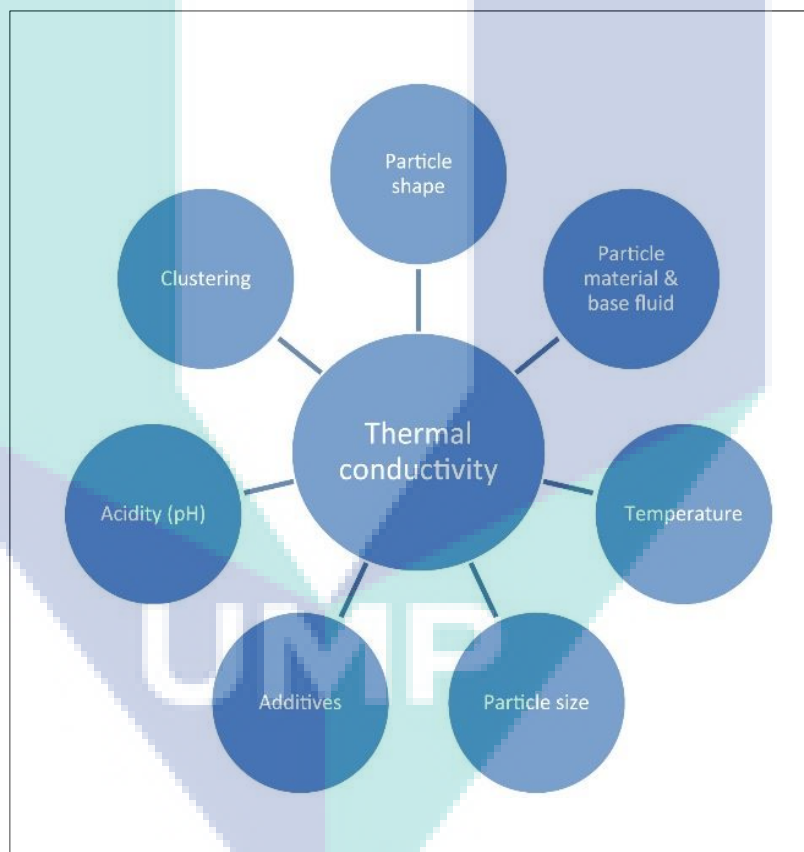 Particle
shape
Particle
material &
base fluid
Clustering
Thermal
conductivity
Acidity (pH)
Temperature
UMP
Additives
Particle size